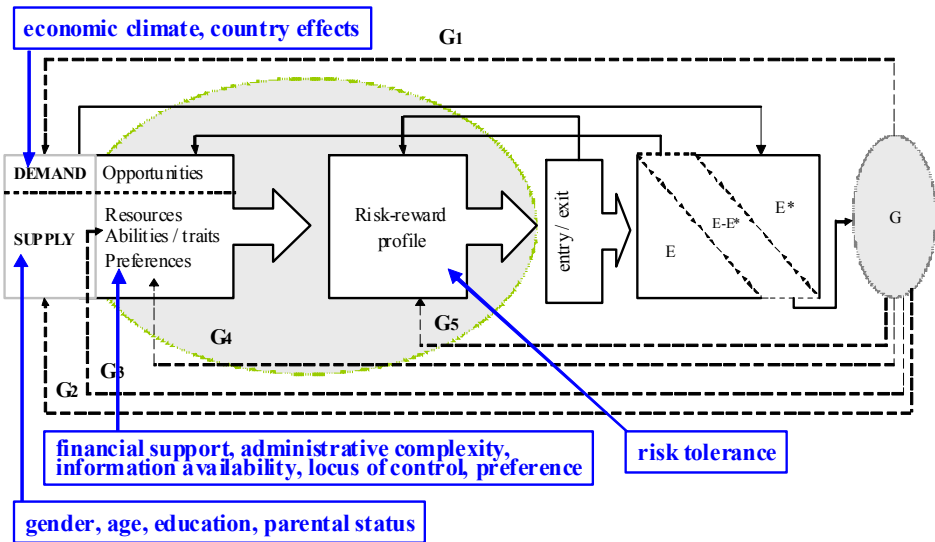 economic climate, country effects
G1
DEMAND
Opportunities
SUPPLY
Resources
Abilities / traits
Preferences
Risk-reward
profile
entry / exit
E
E-E*
E*
G
G4
G5
G3
G2
financial support, administrative complexity,
information availability, locus of control, preference
risk tolerance
gender, age, education, parental status